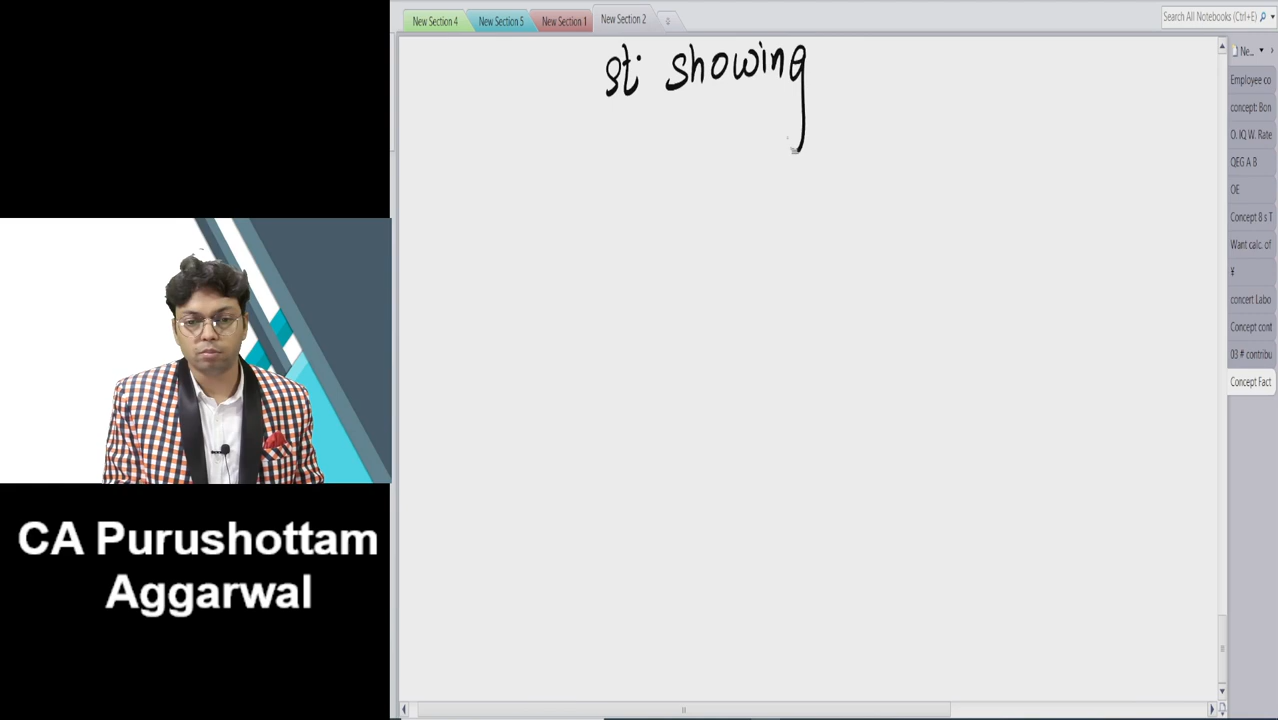 New Section 4
New Section 5
New Section 1
New Section 2
Search All Notebooks (Ctrl+E)
st. showing
Ne...
Employee co
concept: Bon
O. IQ W. Rate
QEG A B
OE
Concept 8 s T
Want calc. of
¥
concert Labo
Concept cont
03 # contribu
Concept Fact
CA Purushottam
Aggarwal